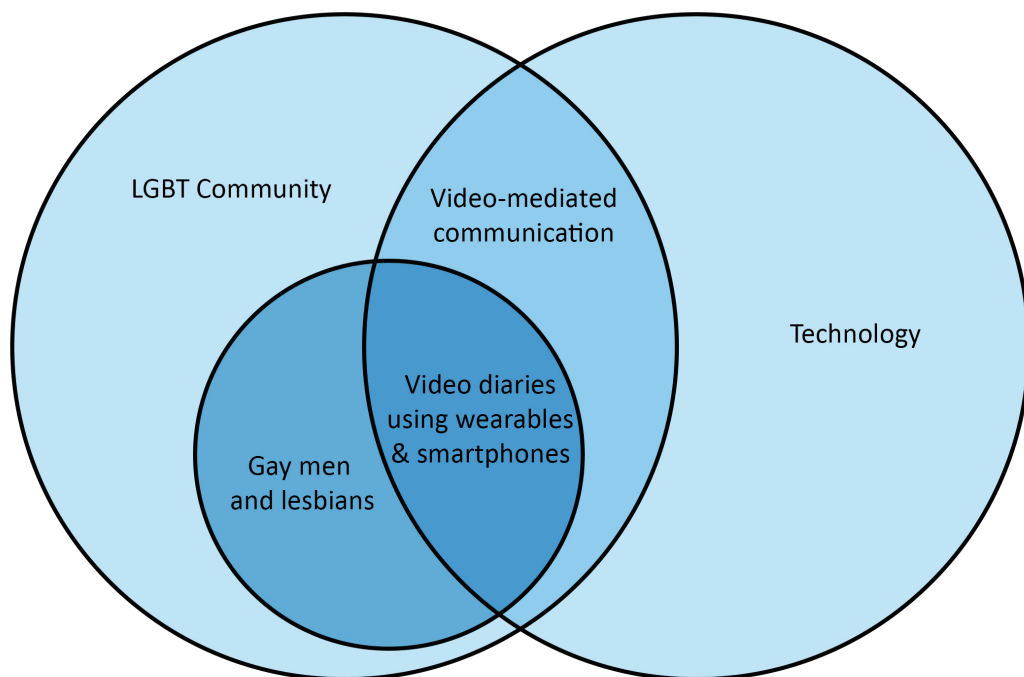 LGBT Community
Video-mediated
communication
Technology
Video diaries
using wearables
& smartphones
Gay men
and lesbians